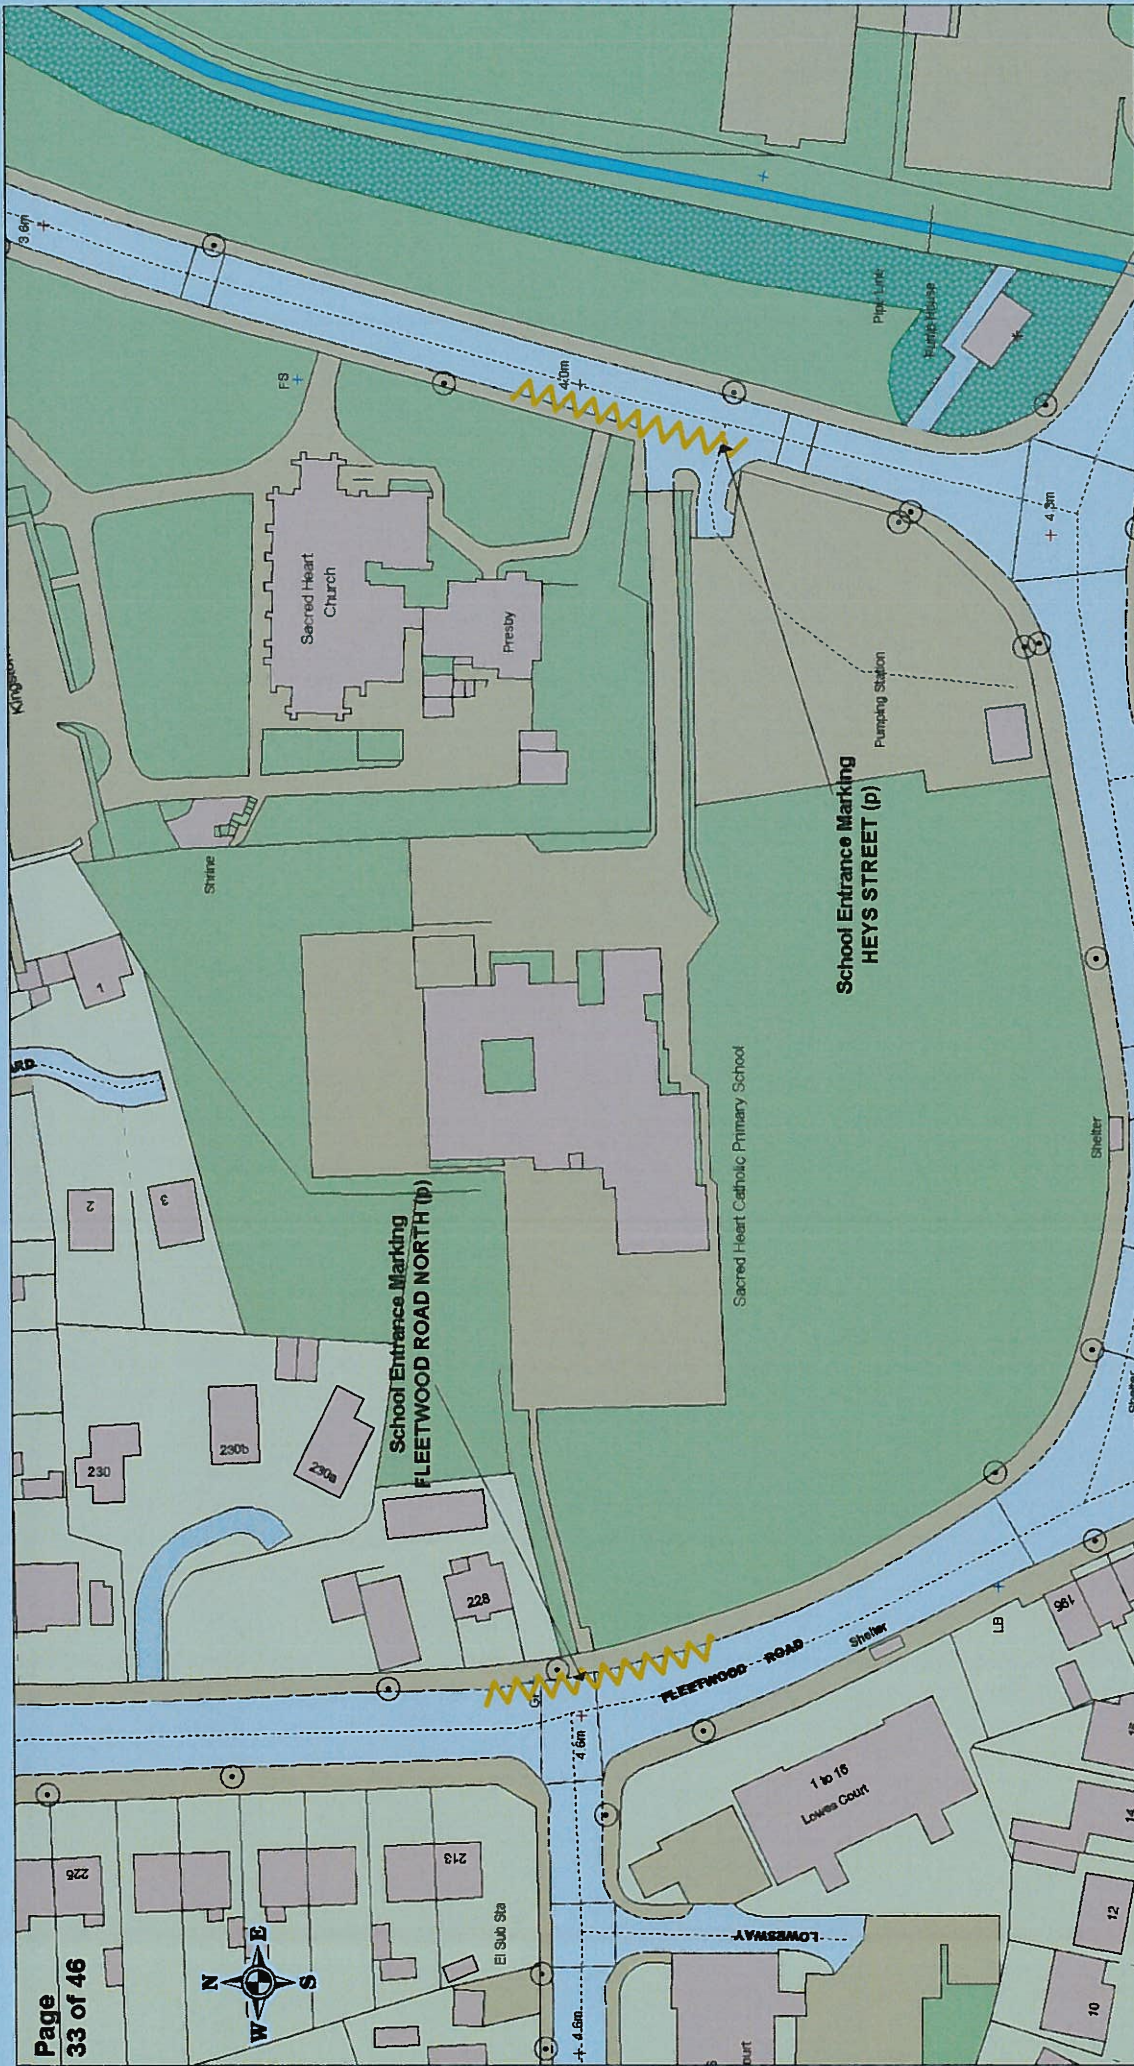 Page
33 of 46
N
W
E
S
3.6m
FS
4.0m
Sacred Heart
Church
Presby
Shrine
Pipe Link
Pump House
4.3m
Pumping Station
School Entrance Marking
HEYS STREET (p)
1
2
3
School Entrance Marking
FLEETWOOD ROAD NORTH (p)
Sacred Heart Catholic Primary School
Shelter
Shelter
230
230b
230a
228
4.6m
FLEETWOOD ROAD
Shelter
LB
196
1 to 16
Lowes Court
225
213
El Sub Sta
LOWESWAY
4.6m
14
12
10